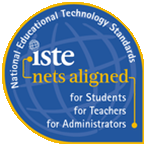 National Educational Technology Standards
iste
nets aligned
for Students
for Teachers
for Administrators